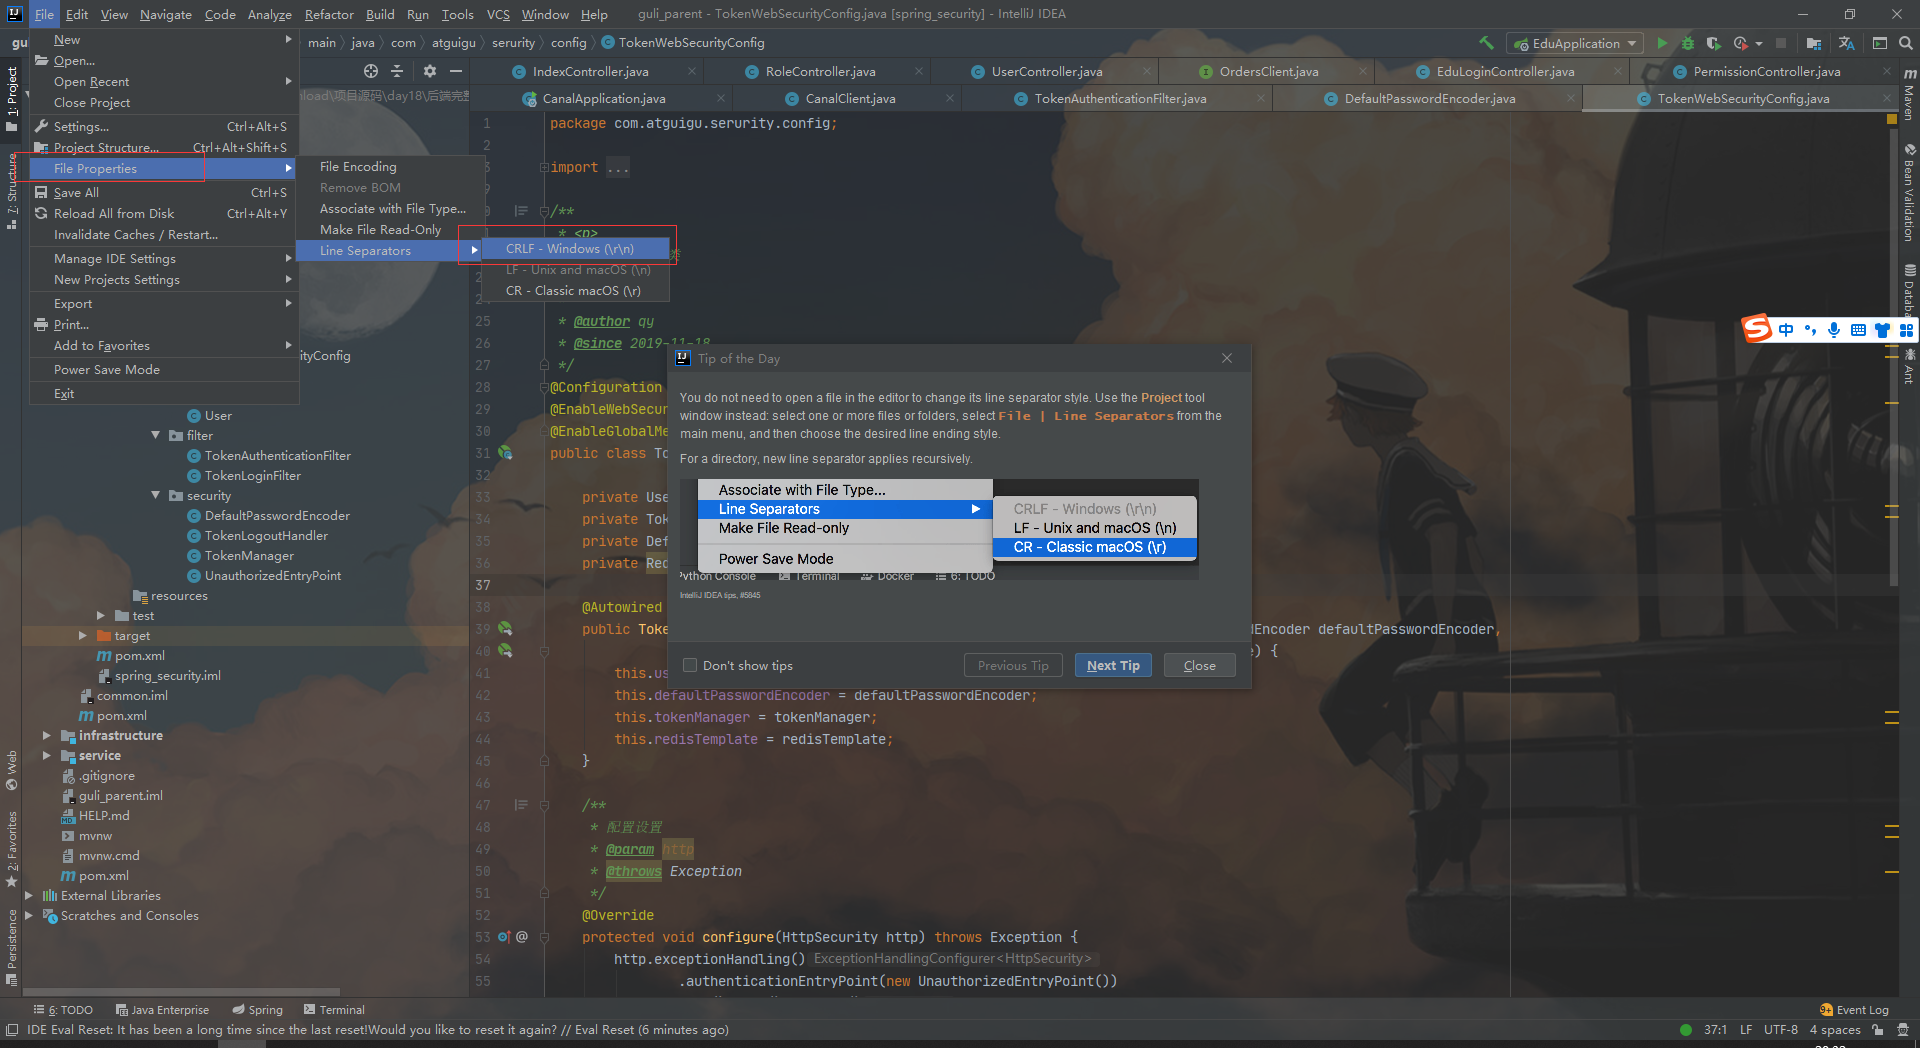 File Edit View Navigate Code Analyze Refactor Build Run Tools VCS Window Help guli_parent - TokenWebSecurityConfig.java [spring_security] - IntelliJ IDEA
gu main java com atguigu serurity config TokenWebSecurityConfig EduApplication
New
Open...
Open Recent
Close Project
Settings... Ctrl+Alt+S
Project Structure... Ctrl+Alt+Shift+S
File Properties
Save All Ctrl+S
Reload All from Disk Ctrl+Alt+Y
Invalidate Caches / Restart...
Manage IDE Settings
New Projects Settings
Export
Print...
Add to Favorites
Power Save Mode
Exit
File Encoding
Remove BOM
Associate with File Type...
Make File Read-Only
Line Separators
CRLF - Windows (\r\n)
LF - Unix and macOS (\n)
CR - Classic macOS (\r)
1: Project
7: Structure
Web
2: Favorites
Persistence
nload\项目源码\day18\后端完整
rityConfig
User
filter
TokenAuthenticationFilter
TokenLoginFilter
security
DefaultPasswordEncoder
TokenLogoutHandler
TokenManager
UnauthorizedEntryPoint
resources
test
target
pom.xml
spring_security.iml
common.iml
pom.xml
infrastructure
service
.gitignore
guli_parent.iml
HELP.md
mvnw
mvnw.cmd
pom.xml
External Libraries
Scratches and Consoles
IndexController.java RoleController.java UserController.java OrdersClient.java EduLoginController.java PermissionController.java
CanalApplication.java CanalClient.java TokenAuthenticationFilter.java DefaultPasswordEncoder.java TokenWebSecurityConfig.java
1 package com.atguigu.serurity.config;
2
3 import ...
9
/**
* <p>
类
25 * @author qy
26 * @since 2019-11-18
27 */
28 @Configuration
29 @EnableWebSecur
30 @EnableGlobalMe
31 public class To
32
33 private Use
34 private Tok
35 private Def
36 private Red
37
38 @Autowired
39 public Toke dEncoder defaultPasswordEncoder,
40 e) {
41 this.us
42 this.defaultPasswordEncoder = defaultPasswordEncoder;
43 this.tokenManager = tokenManager;
44 this.redisTemplate = redisTemplate;
45 }
46
47 /**
48 * 配置设置
49 * @param http
50 * @throws Exception
51 */
52 @Override
53 @ protected void configure(HttpSecurity http) throws Exception {
54 http.exceptionHandling() ExceptionHandlingConfigurer<HttpSecurity>
55 .authenticationEntryPoint(new UnauthorizedEntryPoint())
Tip of the Day
You do not need to open a file in the editor to change its line separator style. Use the Project tool
window instead: select one or more files or folders, select File | Line Separators from the
main menu, and then choose the desired line ending style.
For a directory, new line separator applies recursively.
Associate with File Type...
Line Separators
Make File Read-only
Power Save Mode
CRLF - Windows (\r\n)
LF - Unix and macOS (\n)
CR - Classic macOS (\r)
Python Console Terminal Docker 6: TODO
IntelliJ IDEA tips, #5845
Don't show tips Previous Tip Next Tip Close
Maven
Bean Validation
Databa
Ant
中
6: TODO Java Enterprise Spring Terminal Event Log
IDE Eval Reset: It has been a long time since the last reset!Would you like to reset it again? // Eval Reset (6 minutes ago) 37:1 LF UTF-8 4 spaces